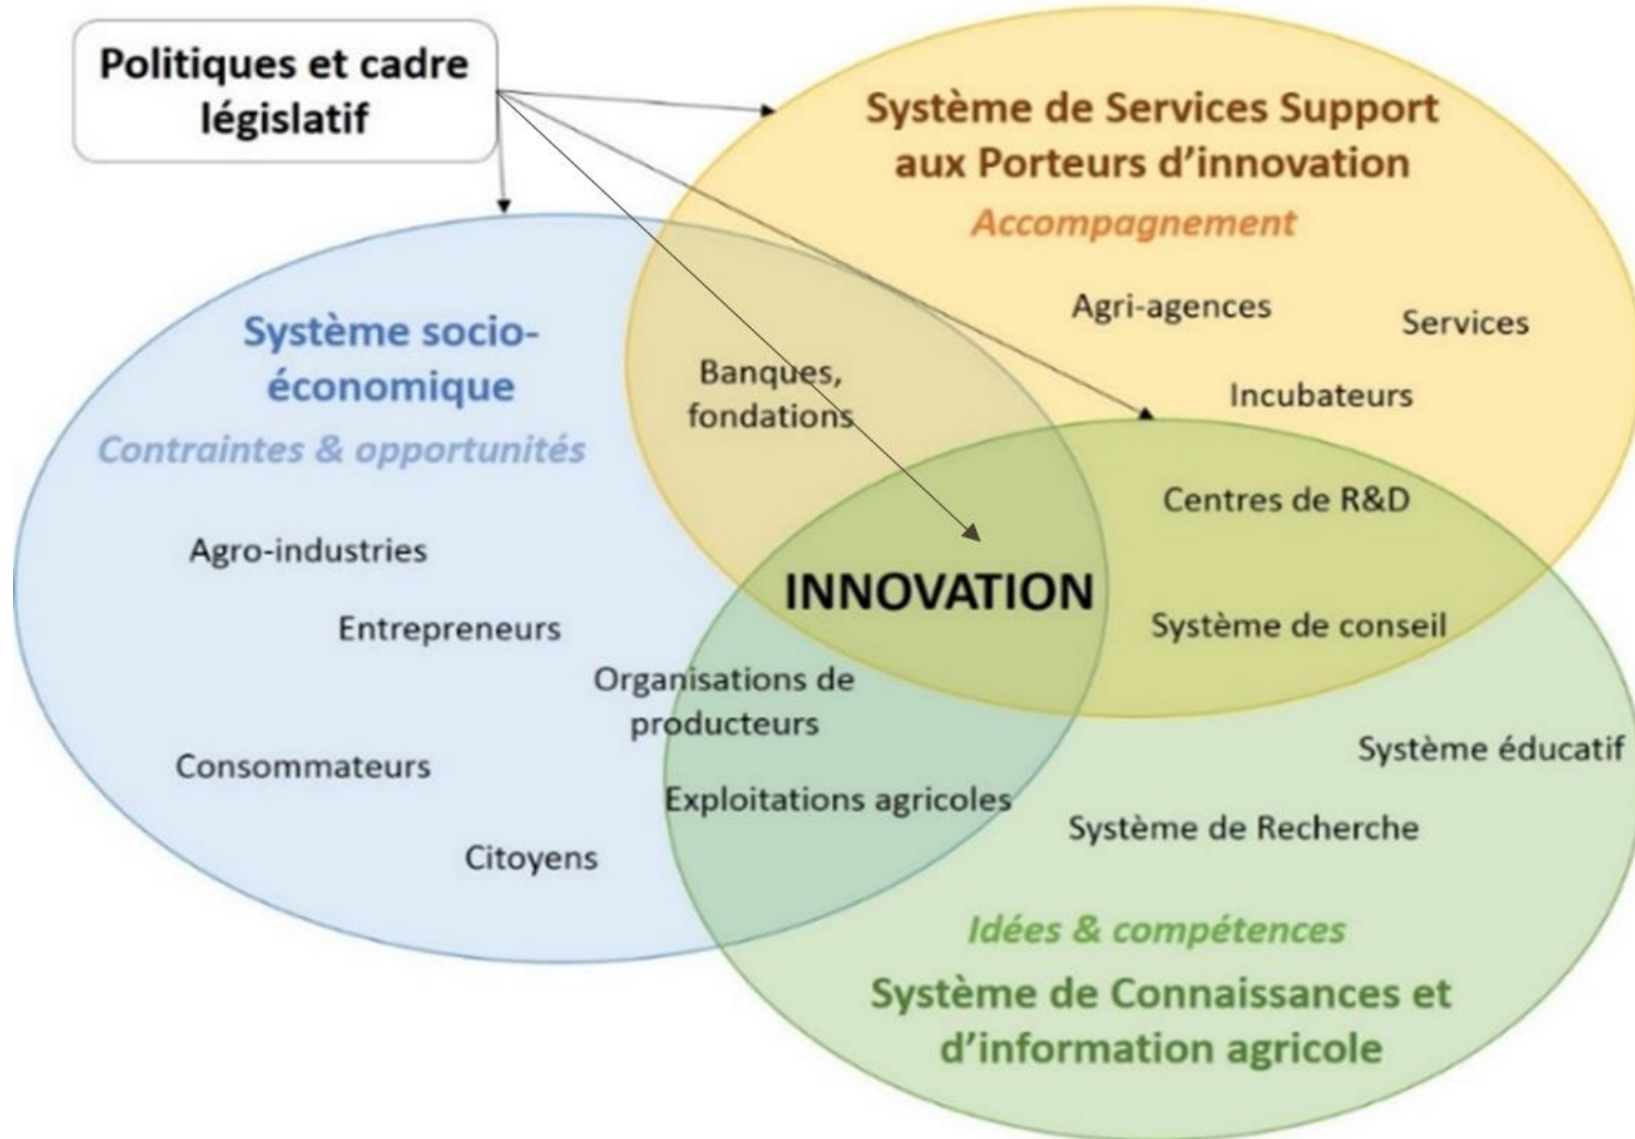 Politiques et cadre
législatif
Système de Services Support
aux Porteurs d’innovation
Accompagnement
Agri-agences
Services
Incubateurs
Système socio-
économique
Contraintes & opportunités
Banques,
fondations
Agro-industries
Entrepreneurs
Centres de R&D
INNOVATION
Système de conseil
Organisations de
producteurs
Consommateurs
Exploitations agricoles
Citoyens
Système éducatif
Système de Recherche
Idées & compétences
Système de Connaissances et
d’information agricole